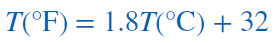 T(°F) = 1.8T(°C) + 32